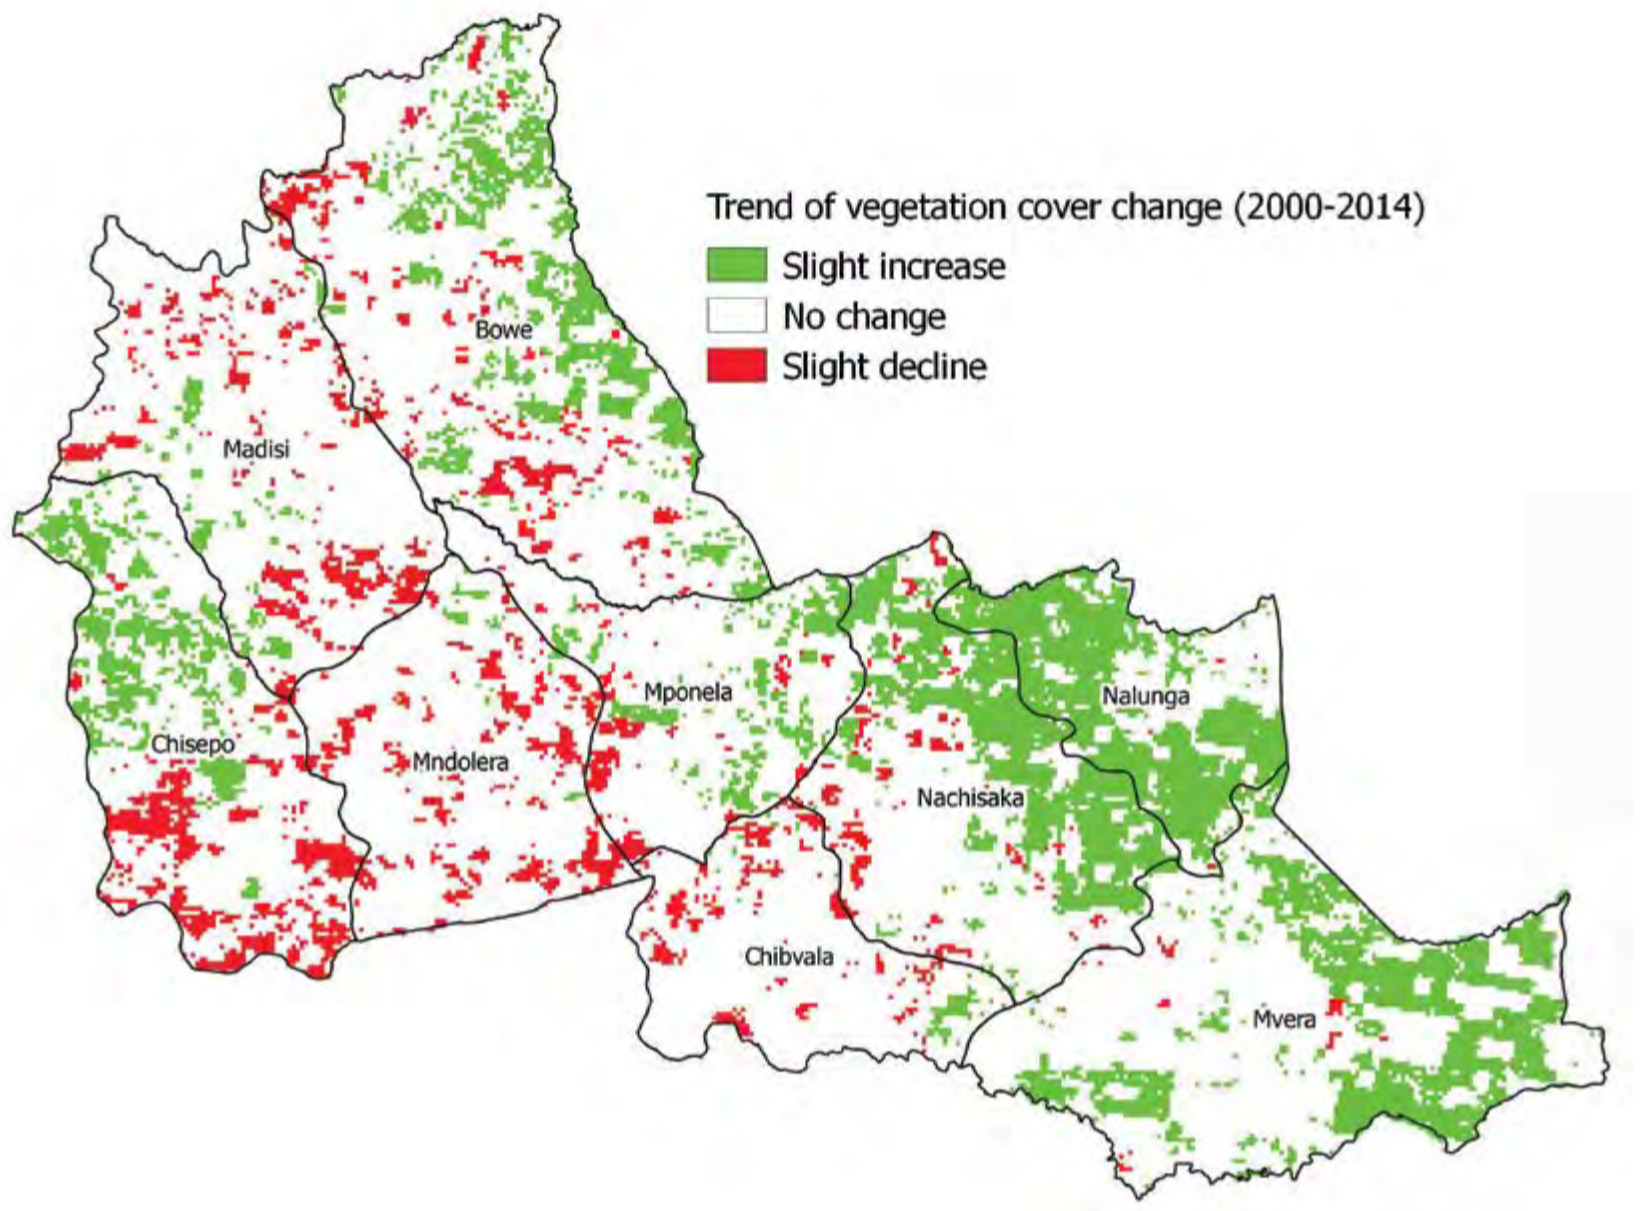 Trend of vegetation cover change (2000-2014)
Slight increase
No change
Slight decline
Bowe
Madisi
Mponela
Nalunga
Chisepo
Mndolera
Nachisaka
Chibvala
Mvera